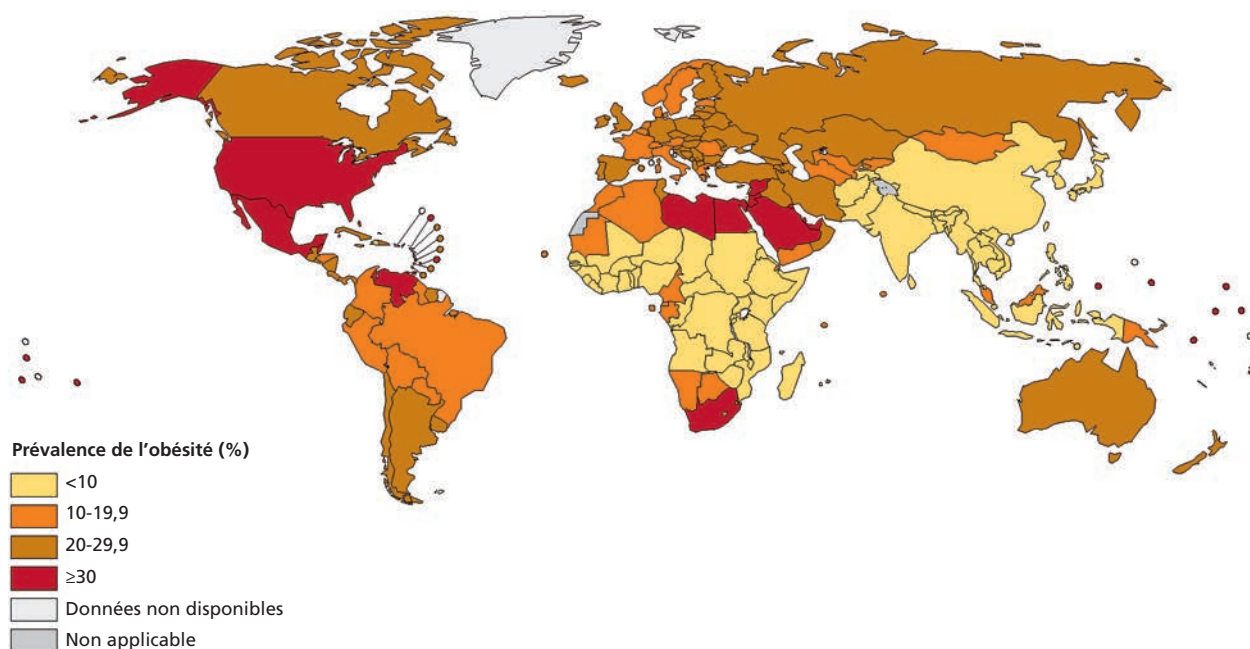 Prévalence de l'obésité (%)
<10
10-19,9
20-29,9
≥30
Données non disponibles
Non applicable